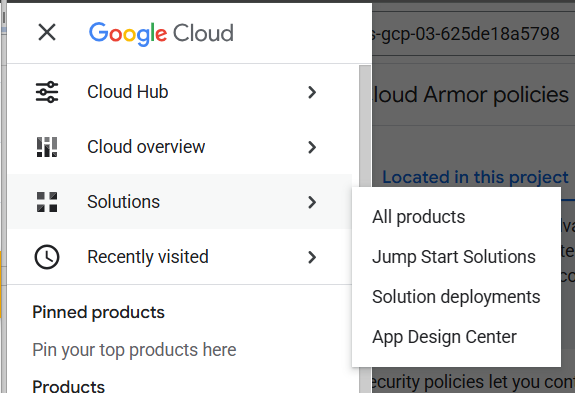 Google Cloud
s-gcp-03-625de18a5798
Cloud Hub
loud Armor policies
Cloud overview
Located in this project
Solutions
All products
Jump Start Solutions
Solution deployments
App Design Center
Recently visited
Pinned products
Pin your top products here
Products
ecurity policies let you con